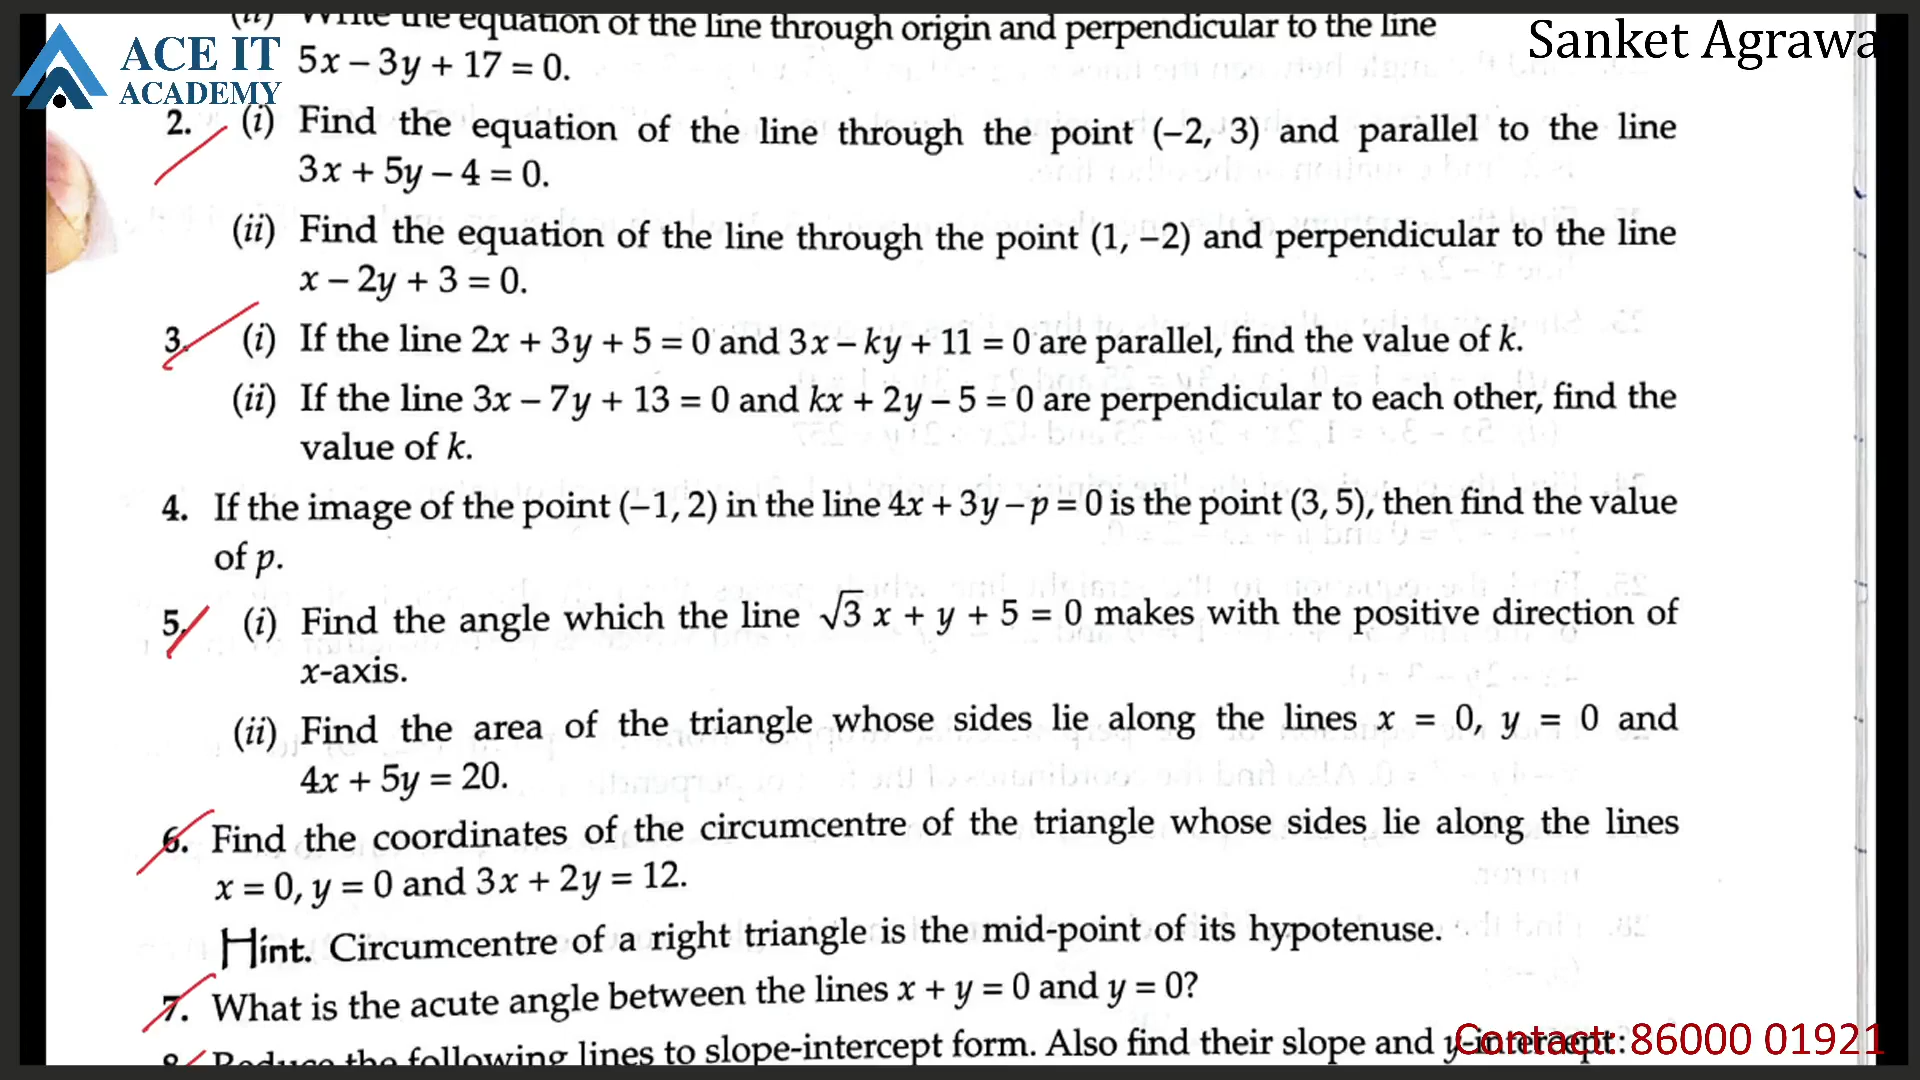 (ii) Write the equation of the line through origin and perpendicular to the line
Sanket Agrawa
ACE IT
ACADEMY
5x – 3y + 17 = 0.
2. (i) Find the equation of the line through the point (–2, 3) and parallel to the line
3x + 5y – 4 = 0.
(ii) Find the equation of the line through the point (1, –2) and perpendicular to the line
x – 2y + 3 = 0.
3. (i) If the line 2x + 3y + 5 = 0 and 3x – ky + 11 = 0 are parallel, find the value of k.
(ii) If the line 3x – 7y + 13 = 0 and kx + 2y – 5 = 0 are perpendicular to each other, find the
value of k.
4. If the image of the point (–1, 2) in the line 4x + 3y – p = 0 is the point (3, 5), then find the value
of p.
5. (i) Find the angle which the line √3 x + y + 5 = 0 makes with the positive direction of
x-axis.
(ii) Find the area of the triangle whose sides lie along the lines x = 0, y = 0 and
4x + 5y = 20.
6. Find the coordinates of the circumcentre of the triangle whose sides lie along the lines
x = 0, y = 0 and 3x + 2y = 12.
Hint. Circumcentre of a right triangle is the mid-point of its hypotenuse.
7. What is the acute angle between the lines x + y = 0 and y = 0?
8. Reduce the following lines to slope-intercept form. Also find their slope and y-intercept:
Contact: 86000 01921